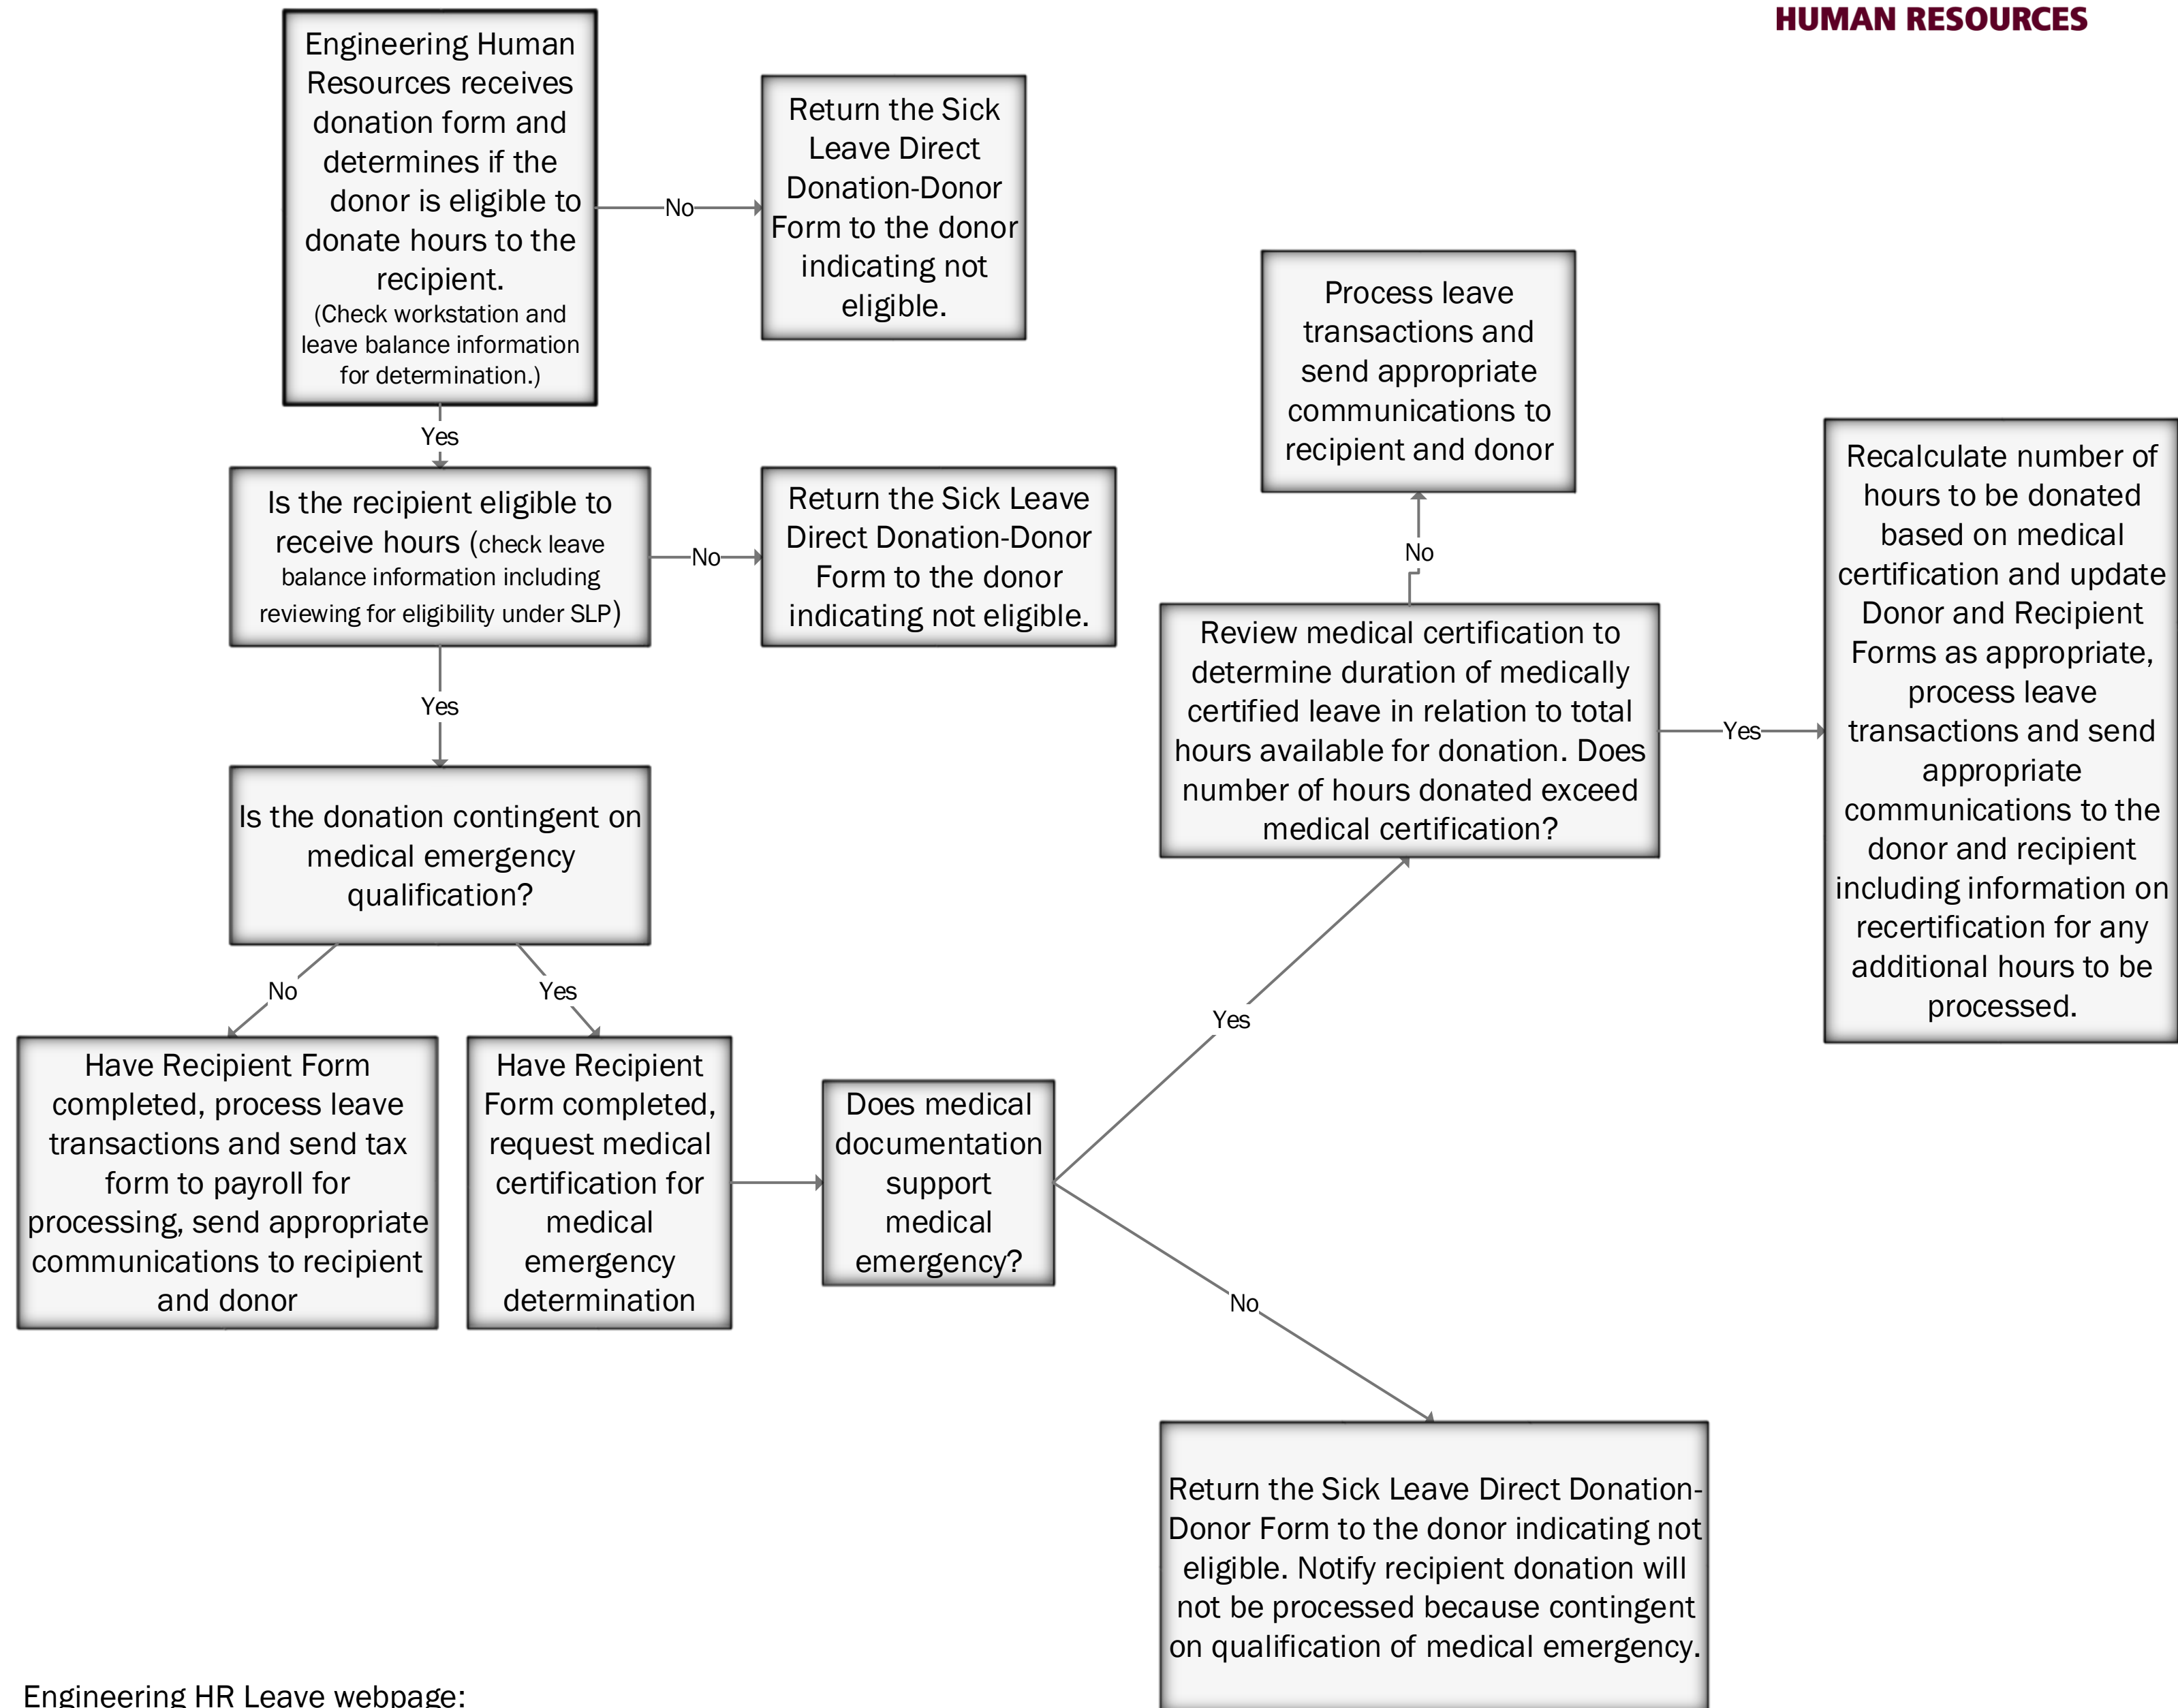 HUMAN RESOURCES
Engineering Human
Resources receives
donation form and
determines if the
donor is eligible to
donate hours to the
recipient.
(Check workstation and
leave balance information
for determination.)
No
Return the Sick
Leave Direct
Donation-Donor
Form to the donor
indicating not
eligible.
Yes
Is the recipient eligible to
receive hours (check leave
balance information including
reviewing for eligibility under SLP)
No
Return the Sick Leave
Direct Donation-Donor
Form to the donor
indicating not eligible.
Yes
Is the donation contingent on
medical emergency
qualification?
No
Yes
Have Recipient Form
completed, process leave
transactions and send tax
form to payroll for
processing, send appropriate
communications to recipient
and donor
Have Recipient
Form completed,
request medical
certification for
medical
emergency
determination
Does medical
documentation
support
medical
emergency?
Yes
No
Review medical certification to
determine duration of medically
certified leave in relation to total
hours available for donation. Does
number of hours donated exceed
medical certification?
No
Process leave
transactions and
send appropriate
communications to
recipient and donor
Yes
Recalculate number of
hours to be donated
based on medical
certification and update
Donor and Recipient
Forms as appropriate,
process leave
transactions and send
appropriate
communications to the
donor and recipient
including information on
recertification for any
additional hours to be
processed.
Return the Sick Leave Direct Donation-
Donor Form to the donor indicating not
eligible. Notify recipient donation will
not be processed because contingent
on qualification of medical emergency.
Engineering HR Leave webpage: